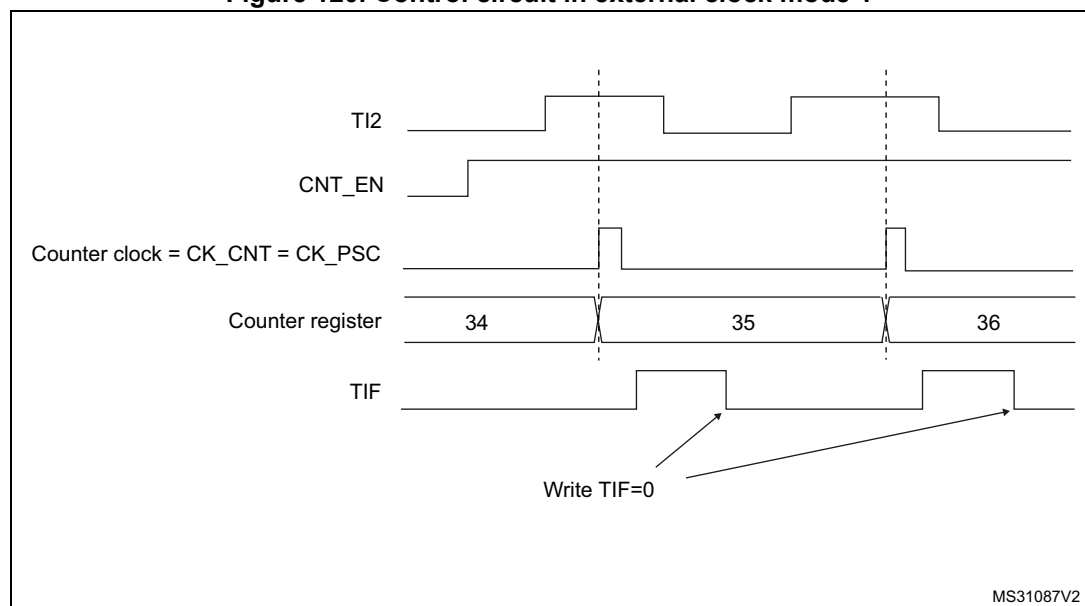 Figure 120. Control circuit in external clock mode 1
TI2
CNT_EN
Counter clock = CK_CNT = CK_PSC
Counter register
34
35
36
TIF
Write TIF=0
MS31087V2